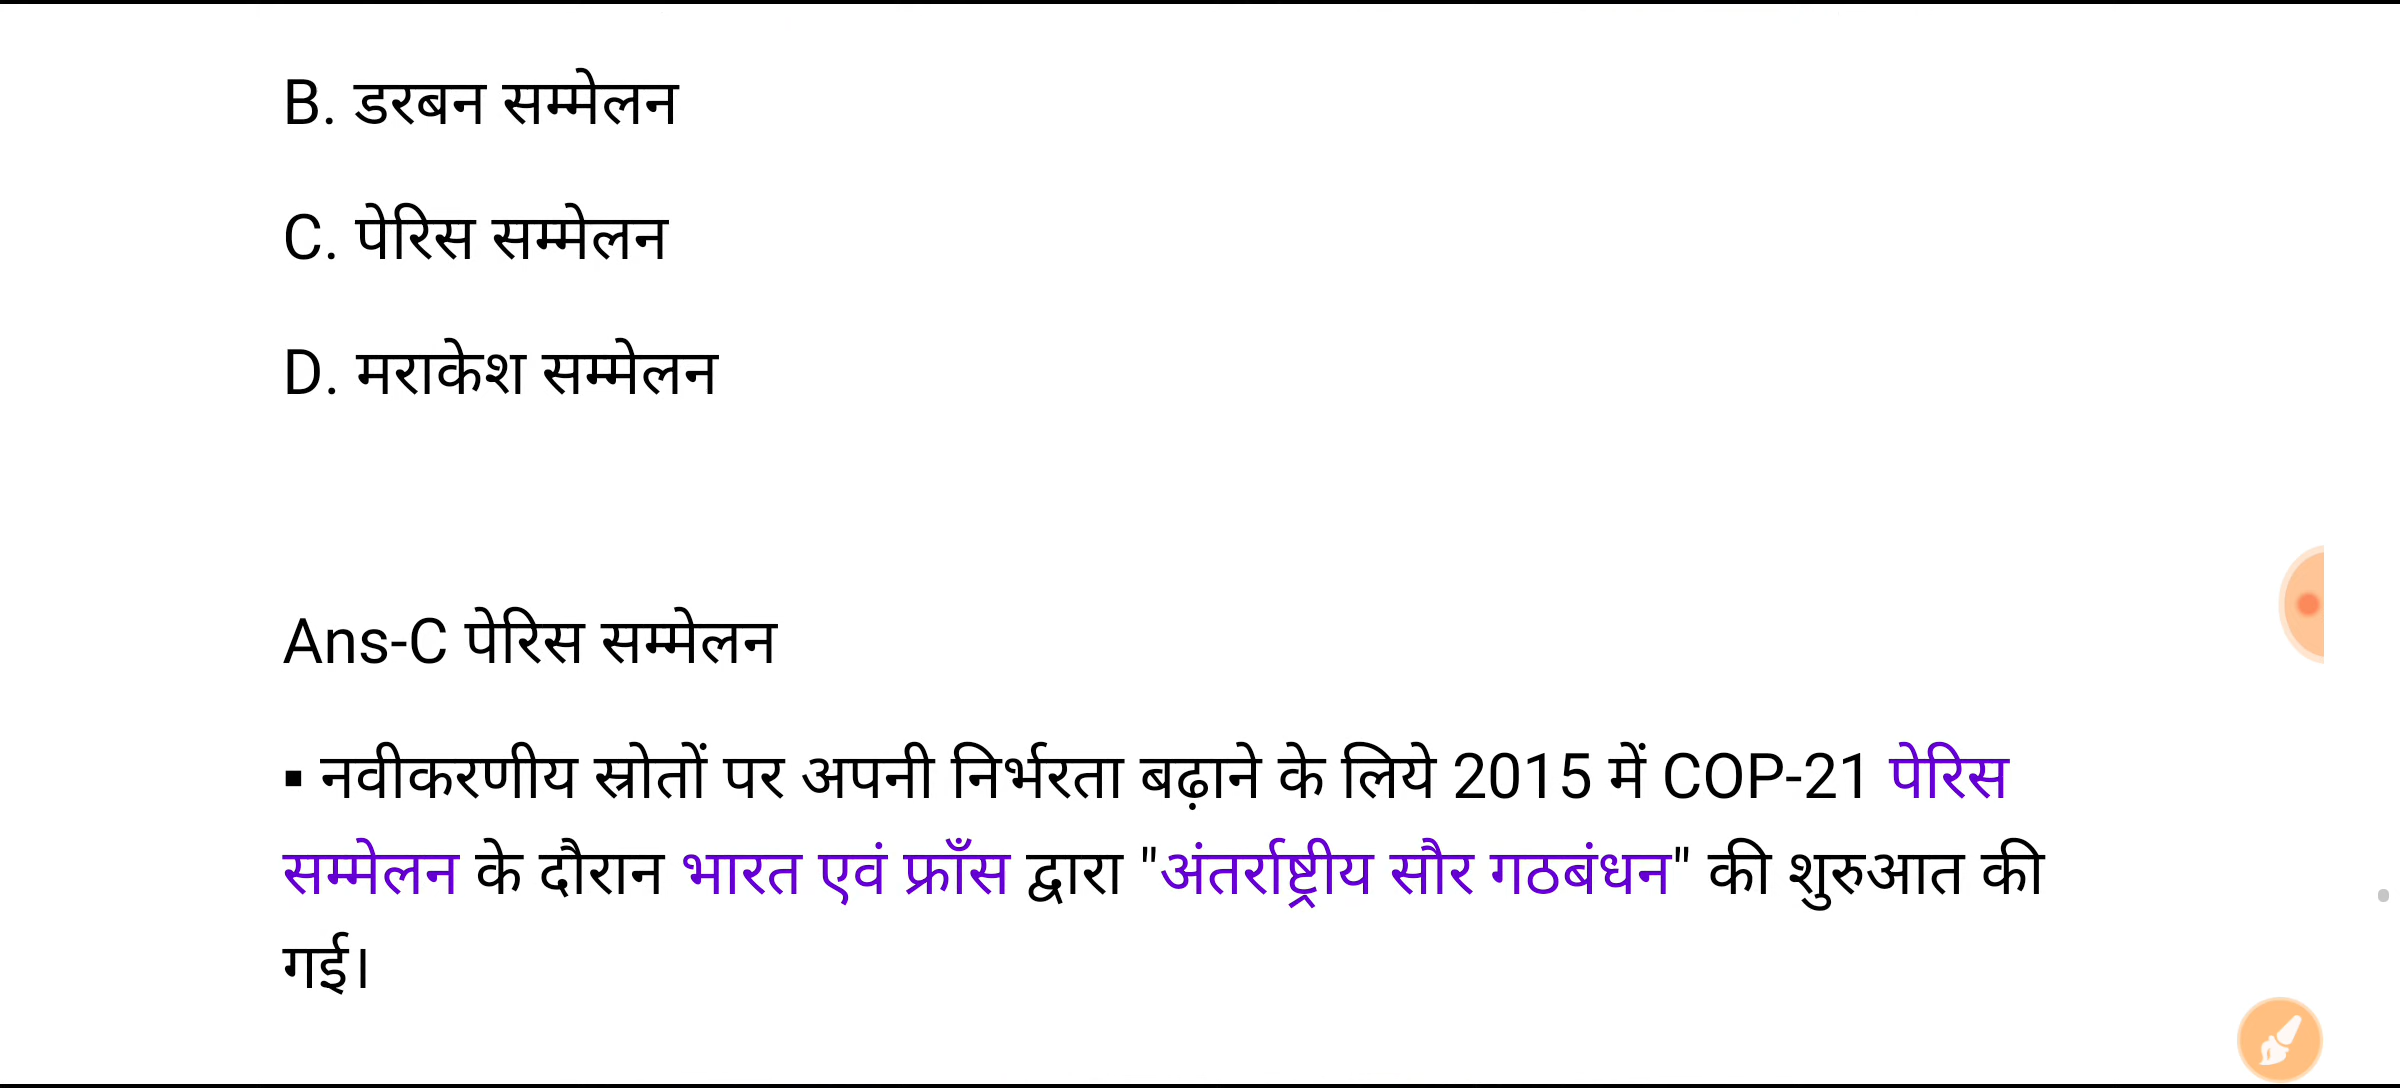 B. डरबन सम्मेलन
C. पेरिस सम्मेलन
D. मराकेश सम्मेलन
Ans-C पेरिस सम्मेलन
▪ नवीकरणीय स्रोतों पर अपनी निर्भरता बढ़ाने के लिये 2015 में COP-21 पेरिस
सम्मेलन के दौरान भारत एवं फ्राँस द्वारा "अंतर्राष्ट्रीय सौर गठबंधन" की शुरुआत की
गई।